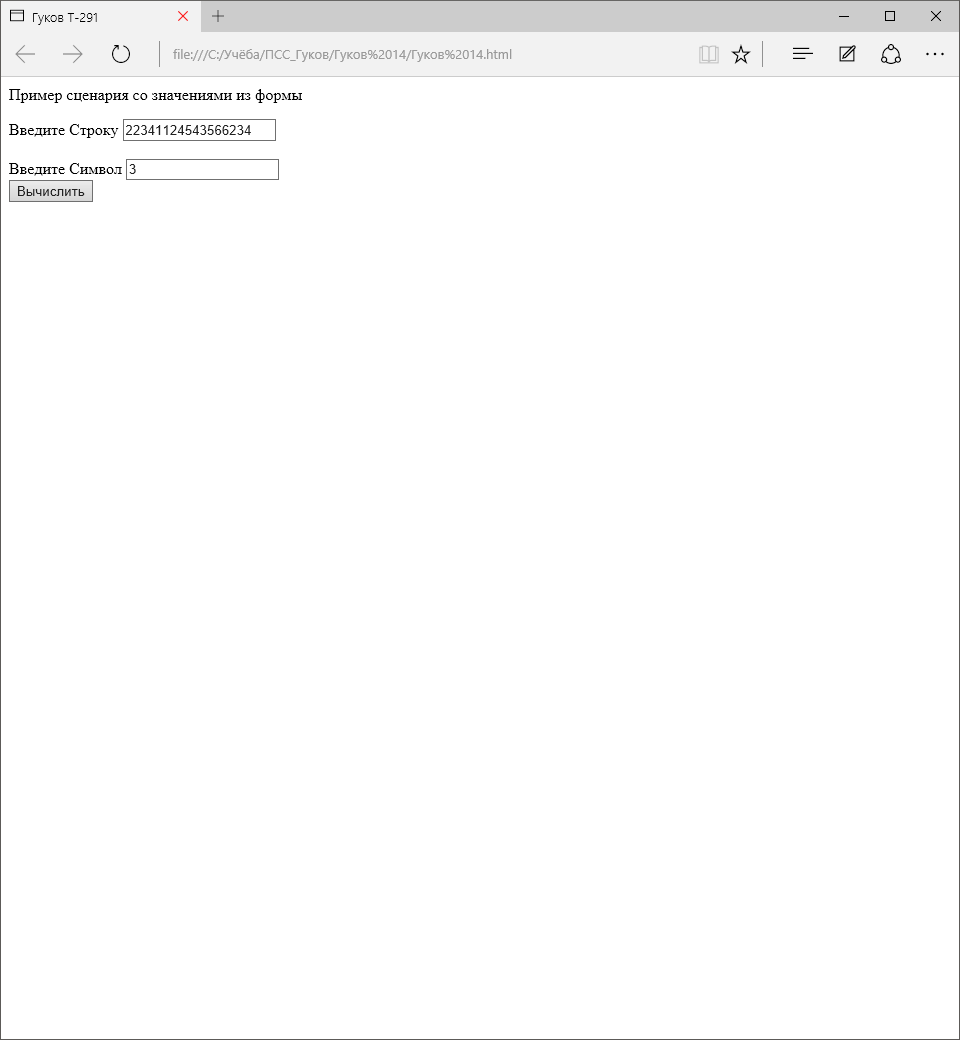 Гуков Т-291
file:///C:/Учёба/ПСС_Гуков/Гуков%2014/Гуков%2014.html
Пример сценария со значениями из формы
Введите Строку 22341124543566234
Введите Символ 3
Вычислить